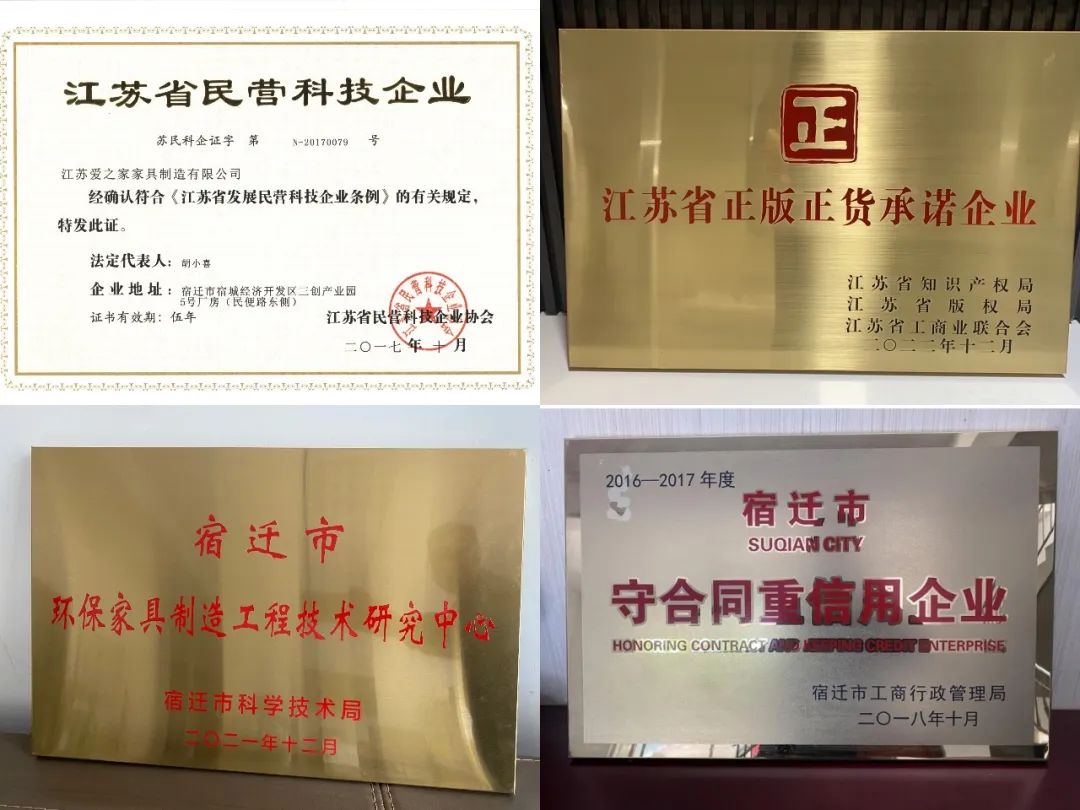 江苏省民营科技企业
苏民科企证字 第 N-20170079 号
江苏爱之家家具制造有限公司
经确认符合《江苏省发展民营科技企业条例》的有关规定，
特发此证。
法定代表人：胡小喜
企业地址：宿迁市宿城经济开发区三创产业园
5号厂房（民便路东侧）
证书有效期：伍年
江苏省民营科技企业协会
二〇一七年 十 月
正
江苏省正版正货承诺企业
江苏省知识产权局
江苏省版权局
江苏省工商业联合会
二〇二二年十二月
宿迁市
环保家具制造工程技术研究中心
宿迁市科学技术局
二〇二一年十二月
2016—2017年度
宿迁市
SUQIAN CITY
守合同重信用企业
HONORING CONTRACT AND KEEPING CREDIT ENTERPRISE
宿迁市工商行政管理局
二〇一八年十月